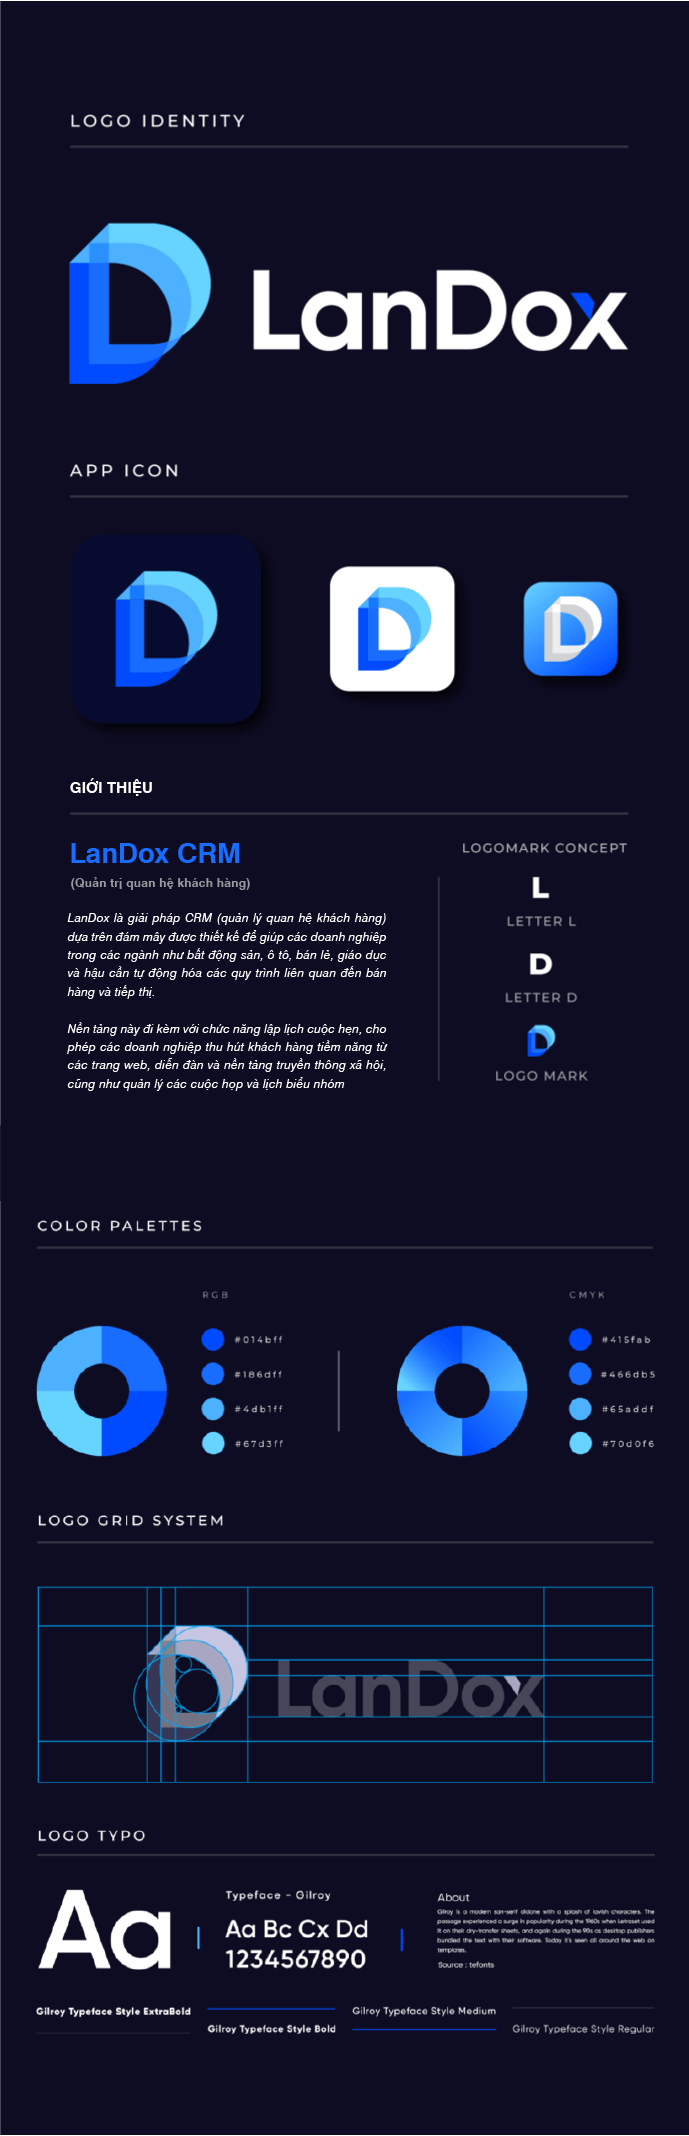 LOGO IDENTITY
LanDox
APP ICON
GIỚI THIỆU
LanDox CRM
(Quản trị quan hệ khách hàng)
LanDox là giải pháp CRM (quản lý quan hệ khách hàng)
dựa trên đám mây được thiết kế để giúp các doanh nghiệp
trong các ngành như bất động sản, ô tô, bán lẻ, giáo dục
và hậu cần tự động hóa các quy trình liên quan đến bán
hàng và tiếp thị.
Nền tảng này đi kèm với chức năng lập lịch cuộc hẹn, cho
phép các doanh nghiệp thu hút khách hàng tiềm năng từ
các trang web, diễn đàn và nền tảng truyền thông xã hội,
cũng như quản lý các cuộc họp và lịch biểu nhóm
LOGOMARK CONCEPT
L
LETTER L
D
LETTER D
LOGO MARK
COLOR PALETTES
RGB
#014bff
#186dff
#4db1ff
#67d3ff
CMYK
#415fab
#466db5
#65addf
#70d0f6
LOGO GRID SYSTEM
LanDox
LOGO TYPO
Aa
Typeface - Gilroy
Aa Bc Cx Dd
1234567890
About
Gilroy is a modern san-serif didone with a splash of lavish characters. The
passage experienced a surge in popularity during the 1960s when Letraset used
it on their dry-transfer sheets, and again during the 90s as desktop publishers
bundled the text with their software. Today it's seen all around the web on
templates.
Source : tefonts
Gilroy Typeface Style ExtraBold
Gilroy Typeface Style Bold
Gilroy Typeface Style Medium
Gilroy Typeface Style Regular